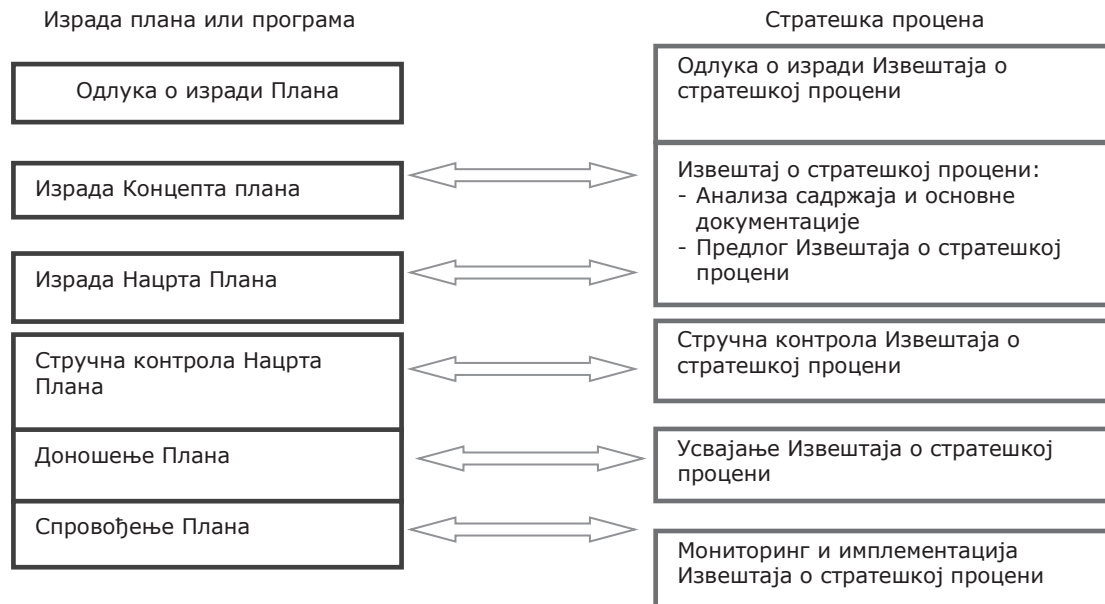 Израда плана или програма
Одлука о изради Плана
Израда Концепта плана
Израда Нацрта Плана
Стручна контрола Нацрта
Плана
Доношење Плана
Спровођење Плана
Стратешка процена
Одлука о изради Извештаја о
стратешкој процени
Извештај о стратешкој процени:
- Анализа садржаја и основне
документације
- Предлог Извештаја о стратешкој
процени
Стручна контрола Извештаја о
стратешкој процени
Усвајање Извештаја о стратешкој
процени
Мониторинг и имплементација
Извештаја о стратешкој процени